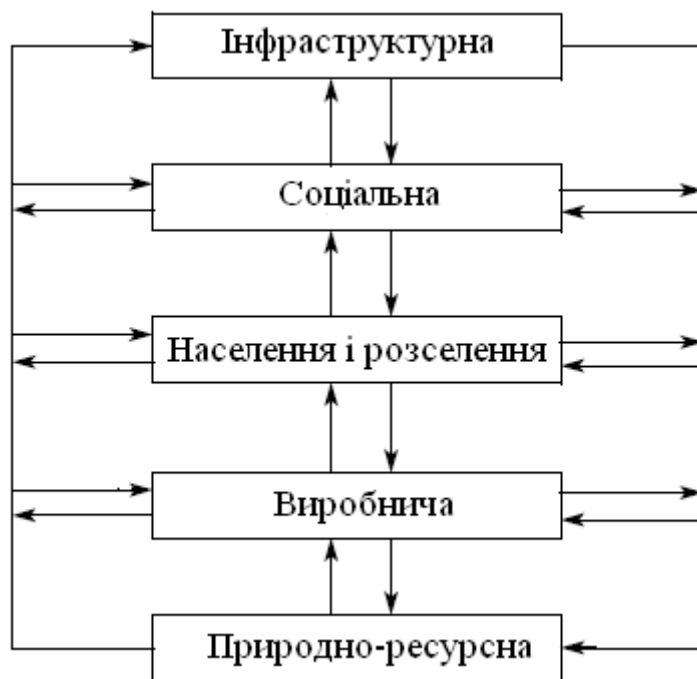 Інфраструктурна
Соціальна
Населення і розселення
Виробнича
Природно-ресурсна